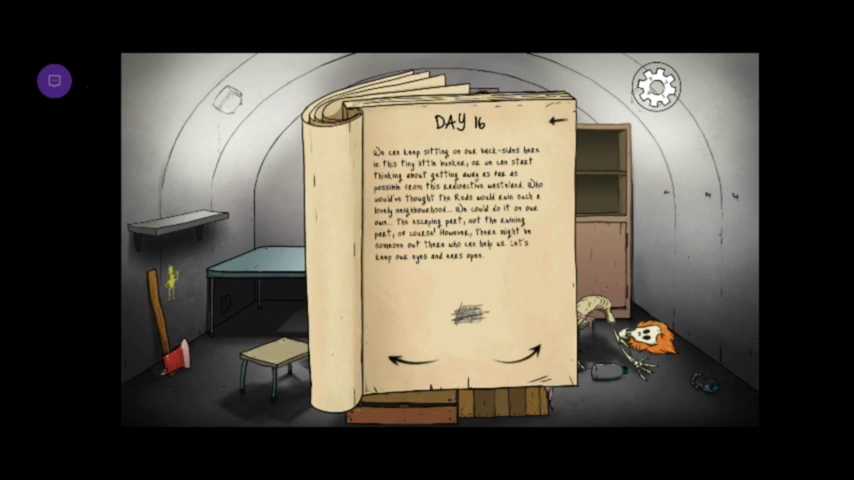 DAY 16
We can keep sitting on our back-sides here
in this tiny little bunker, or we can start
thinking about getting away as far as
possible from this radioactive wasteland. Who
would've thought the Reds would ruin such a
lovely neighbourhood... We could do it on our
own... The escaping part, not the ruining
part, of course! However, there might be
someone out there who can help us. Let's
keep our eyes and ears open.